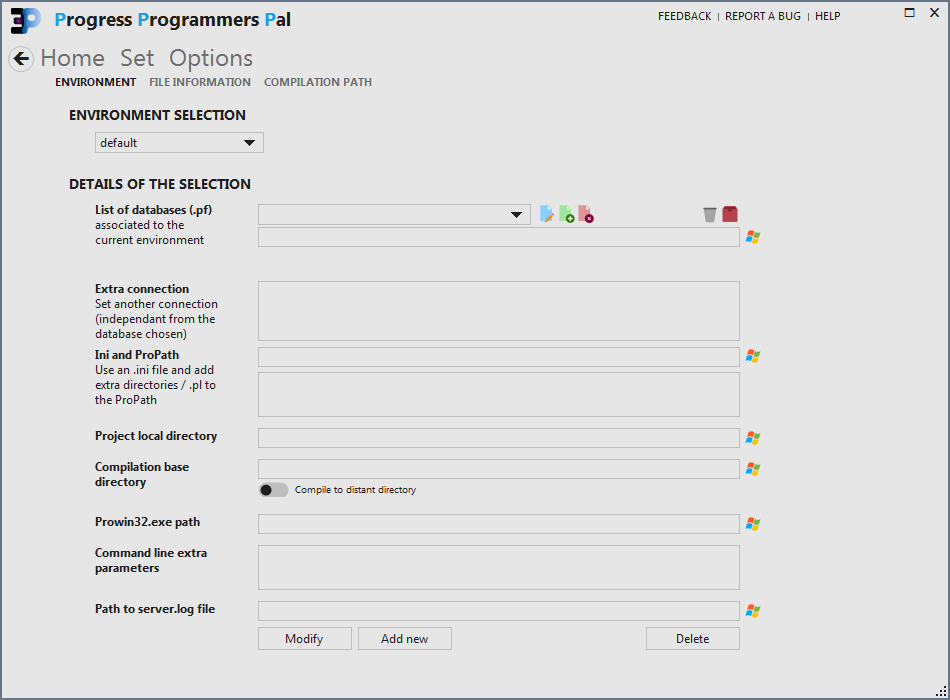 Progress Programmers Pal
FEEDBACK | REPORT A BUG | HELP
Home Set Options
ENVIRONMENT FILE INFORMATION COMPILATION PATH
ENVIRONMENT SELECTION
default
DETAILS OF THE SELECTION
List of databases (.pf)
associated to the
current environment
Extra connection
Set another connection
(independant from the
database chosen)
Ini and ProPath
Use an .ini file and add
extra directories / .pl to
the ProPath
Project local directory
Compilation base
directory
Compile to distant directory
Prowin32.exe path
Command line extra
parameters
Path to server.log file
Modify Add new Delete